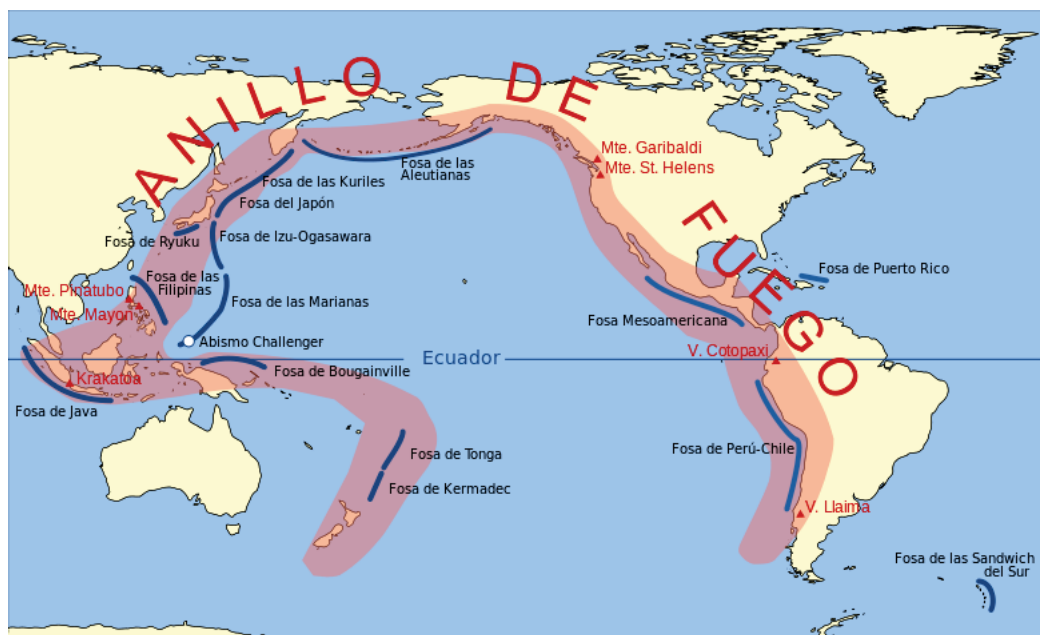 ANILLO DE FUEGO
Mte. Garibaldi
Mte. St. Helens
Fosa de las
Aleutianas
Fosa de las Kuriles
Fosa del Japón
Fosa de Ryuku
Fosa de Izu-Ogasawara
Fosa de las
Filipinas
Fosa de Puerto Rico
Mte. Pinatubo
Mte. Mayon
Fosa de las Marianas
Fosa Mesoamericana
Abismo Challenger
Ecuador
V. Cotopaxi
Krakatoa
Fosa de Bougainville
Fosa de Java
Fosa de Tonga
Fosa de Perú-Chile
Fosa de Kermadec
V. Llaima
Fosa de las Sandwich
del Sur